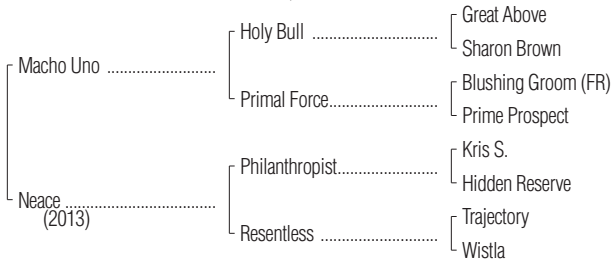 Great Above
Holy Bull ....................................
Sharon Brown
Macho Uno ...............................
Blushing Groom (FR)
Primal Force................................
Prime Prospect
Kris S.
Philanthropist..............................
Hidden Reserve
Neace ...........................................
(2013)
Trajectory
Resentless ..................................
Wistla